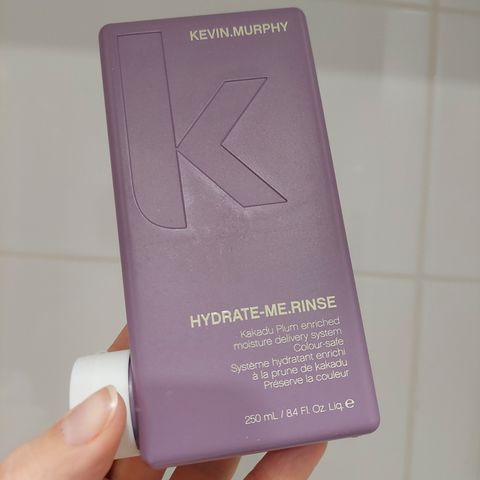 KEVIN.MURPHY
HYDRATE-ME.RINSE
Kakadu Plum enriched
moisture delivery system
Colour-safe
Système hydratant enrichi
à la prune de kakadu
Préserve la couleur
250 mL / 8.4 Fl. Oz. Liq. ℮